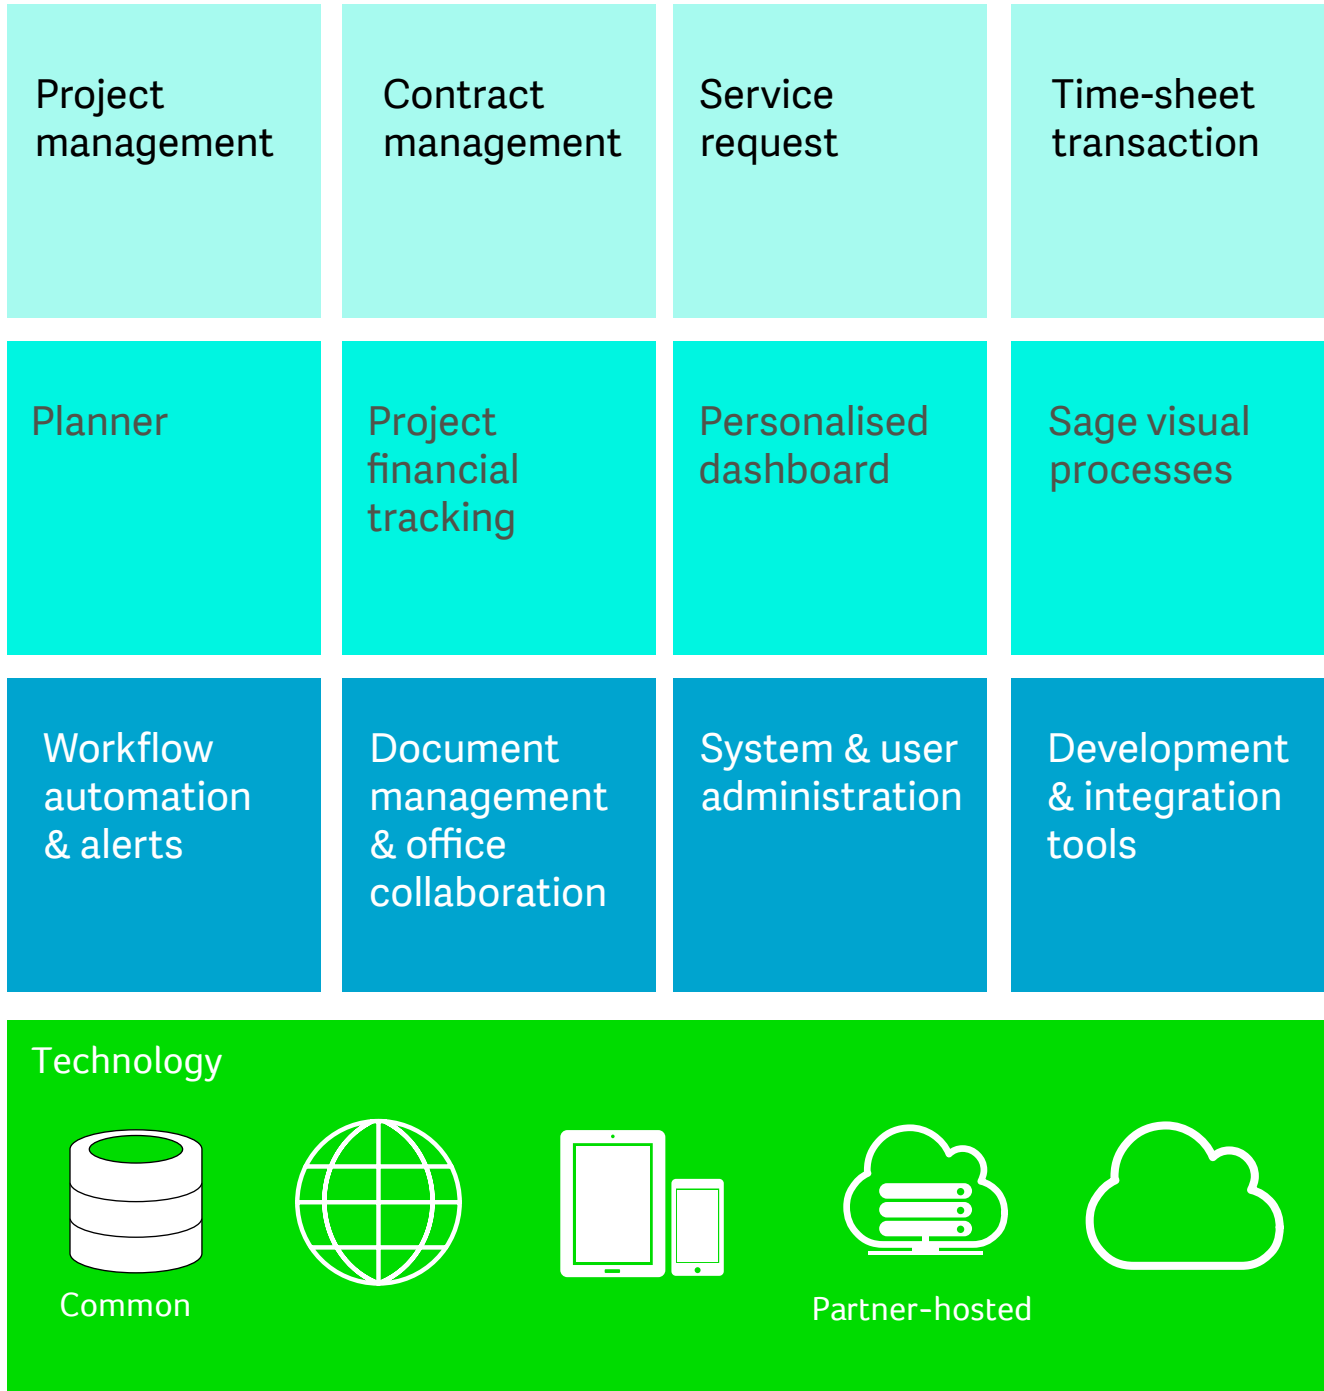 Project
management
Contract
management
Service
request
Time-sheet
transaction
Planner
Project
financial
tracking
Personalised
dashboard
Sage visual
processes
Workflow
automation
& alerts
Document
management
& office
collaboration
System & user
administration
Development
& integration
tools
Technology
Common
Partner-hosted